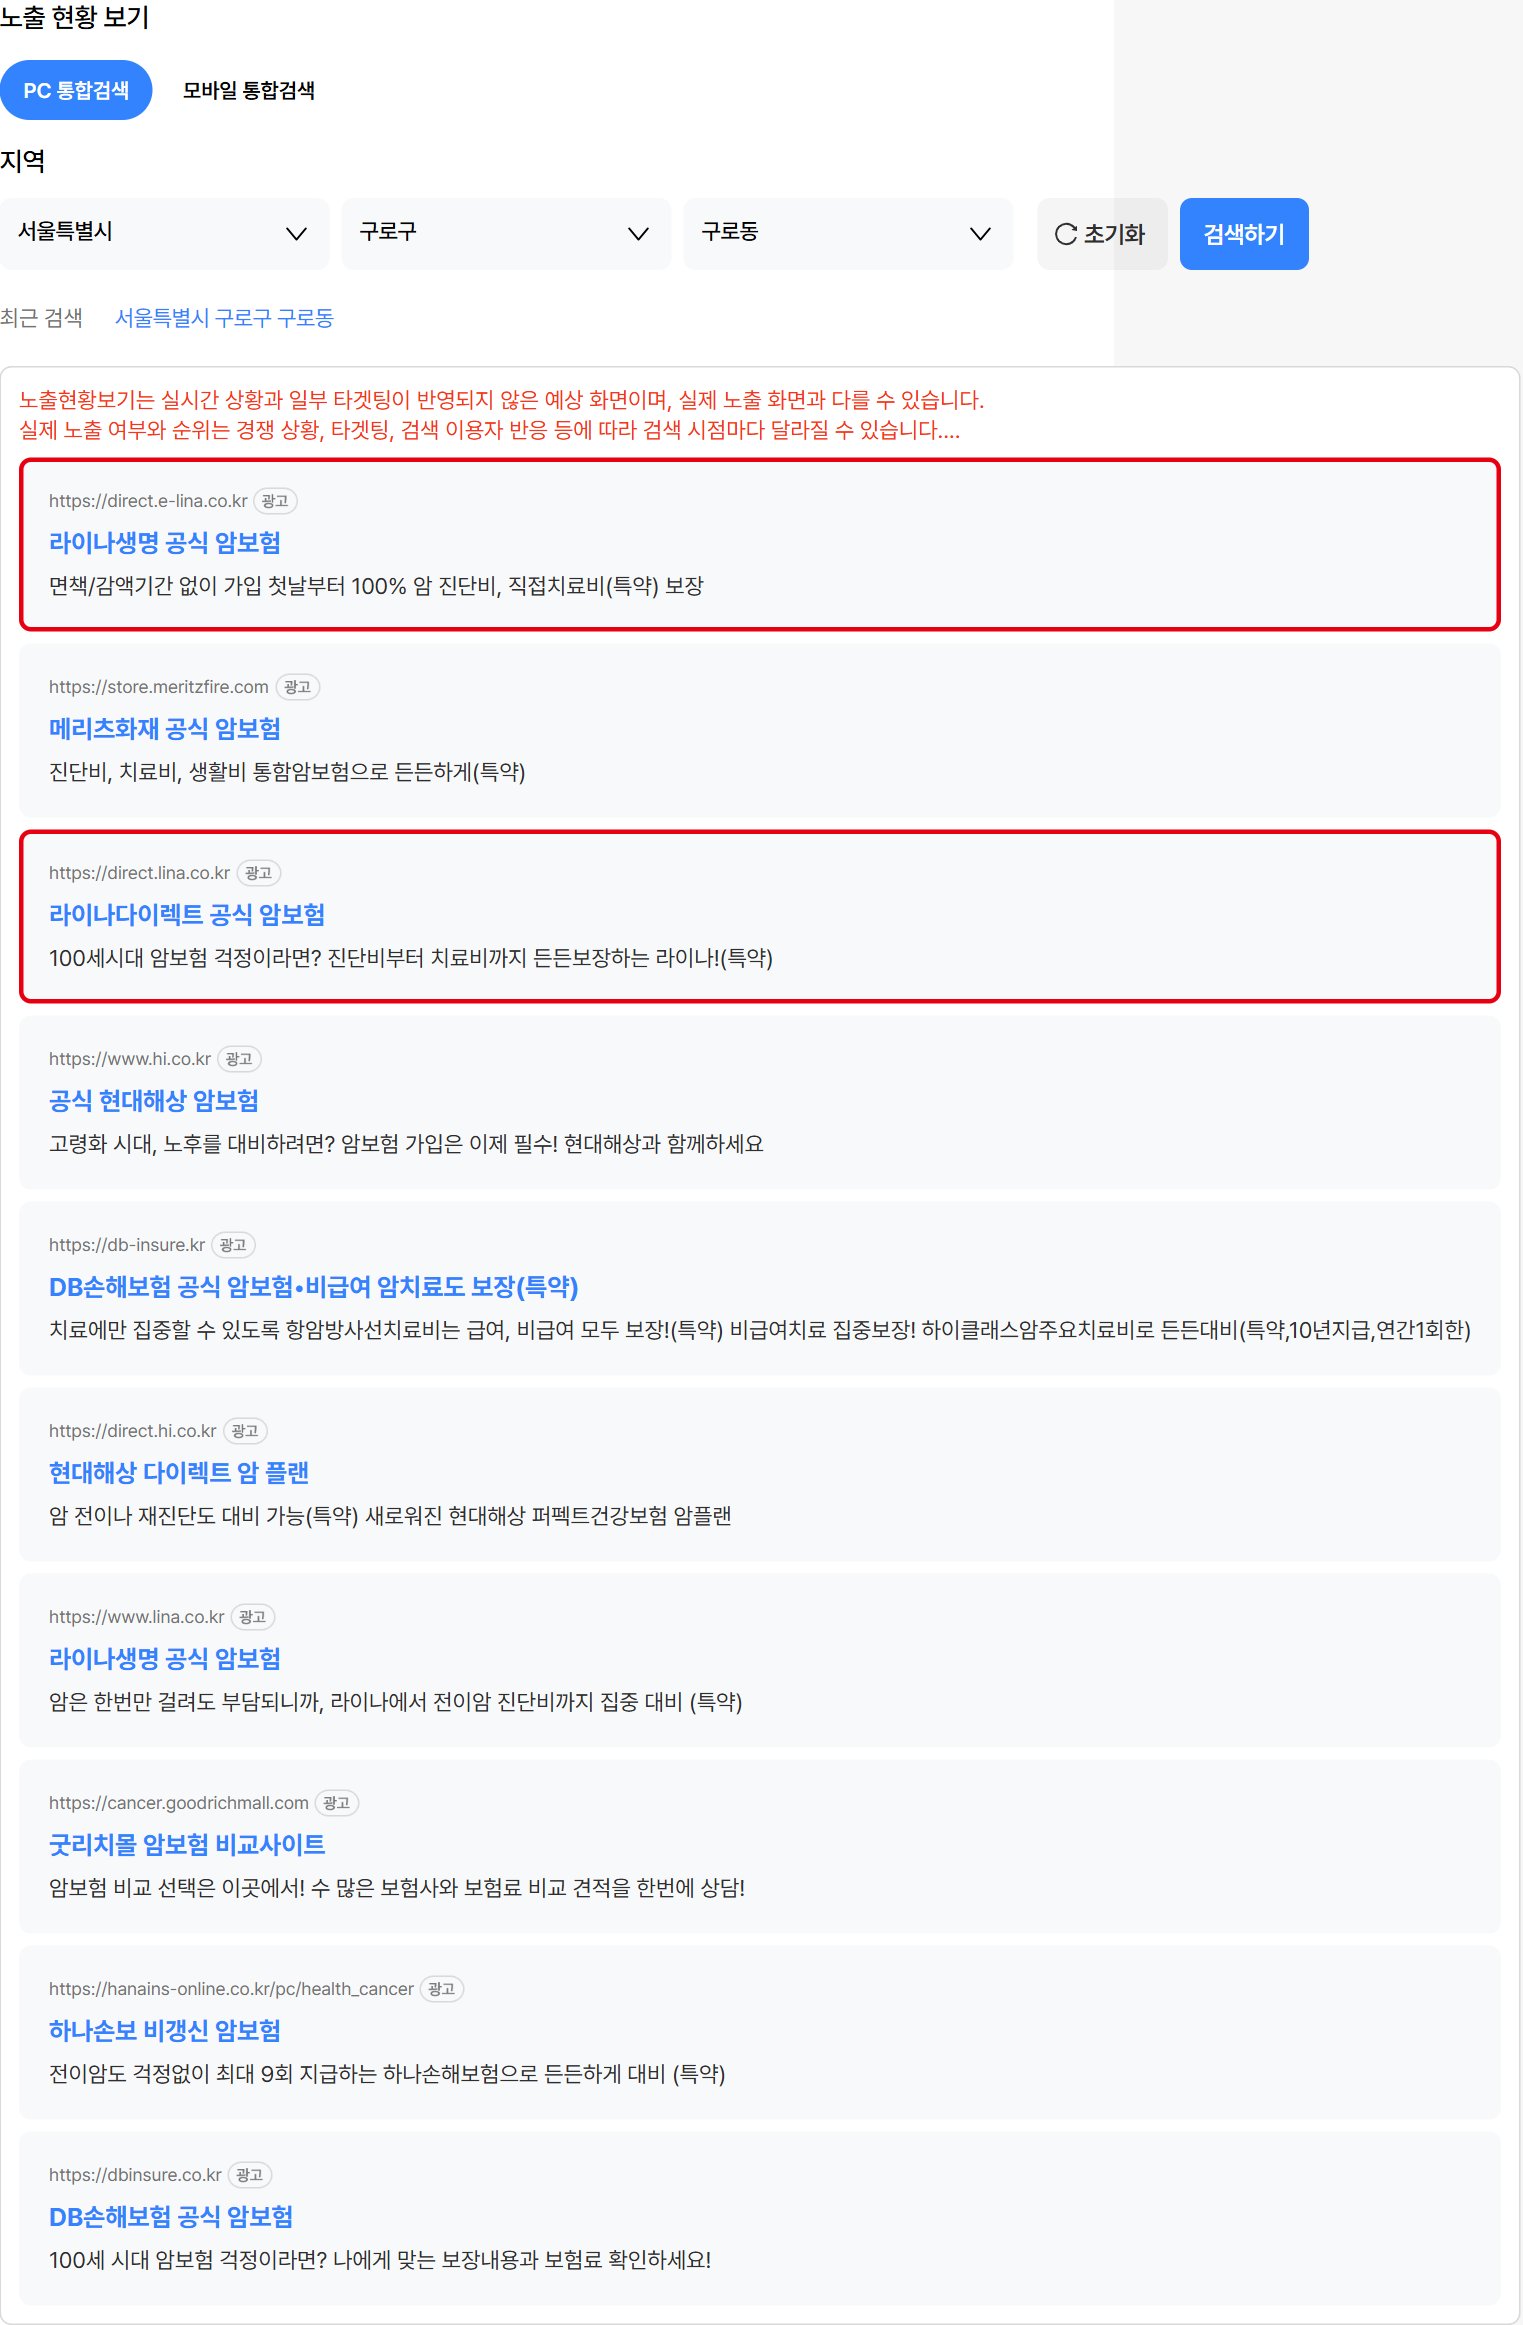 노출 현황 보기
PC 통합검색 모바일 통합검색
지역
서울특별시 구로구 구로동 초기화 검색하기
최근 검색 서울특별시 구로구 구로동
노출현황보기는 실시간 상황과 일부 타겟팅이 반영되지 않은 예상 화면이며, 실제 노출 화면과 다를 수 있습니다.
실제 노출 여부와 순위는 경쟁 상황, 타겟팅, 검색 이용자 반응 등에 따라 검색 시점마다 달라질 수 있습니다....
https://direct.e-lina.co.kr 광고
라이나생명 공식 암보험
면책/감액기간 없이 가입 첫날부터 100% 암 진단비, 직접치료비(특약) 보장
https://store.meritzfire.com 광고
메리츠화재 공식 암보험
진단비, 치료비, 생활비 통합암보험으로 든든하게(특약)
https://direct.lina.co.kr 광고
라이나다이렉트 공식 암보험
100세시대 암보험 걱정이라면? 진단비부터 치료비까지 든든보장하는 라이나!(특약)
https://www.hi.co.kr 광고
공식 현대해상 암보험
고령화 시대, 노후를 대비하려면? 암보험 가입은 이제 필수! 현대해상과 함께하세요
https://db-insure.kr 광고
DB손해보험 공식 암보험•비급여 암치료도 보장(특약)
치료에만 집중할 수 있도록 항암방사선치료비는 급여, 비급여 모두 보장!(특약) 비급여치료 집중보장! 하이클래스암주요치료비로 든든대비(특약,10년지급,연간1회한)
https://direct.hi.co.kr 광고
현대해상 다이렉트 암 플랜
암 전이나 재진단도 대비 가능(특약) 새로워진 현대해상 퍼펙트건강보험 암플랜
https://www.lina.co.kr 광고
라이나생명 공식 암보험
암은 한번만 걸려도 부담되니까, 라이나에서 전이암 진단비까지 집중 대비 (특약)
https://cancer.goodrichmall.com 광고
굿리치몰 암보험 비교사이트
암보험 비교 선택은 이곳에서! 수 많은 보험사와 보험료 비교 견적을 한번에 상담!
https://hanains-online.co.kr/pc/health_cancer 광고
하나손보 비갱신 암보험
전이암도 걱정없이 최대 9회 지급하는 하나손해보험으로 든든하게 대비 (특약)
https://dbinsure.co.kr 광고
DB손해보험 공식 암보험
100세 시대 암보험 걱정이라면? 나에게 맞는 보장내용과 보험료 확인하세요!